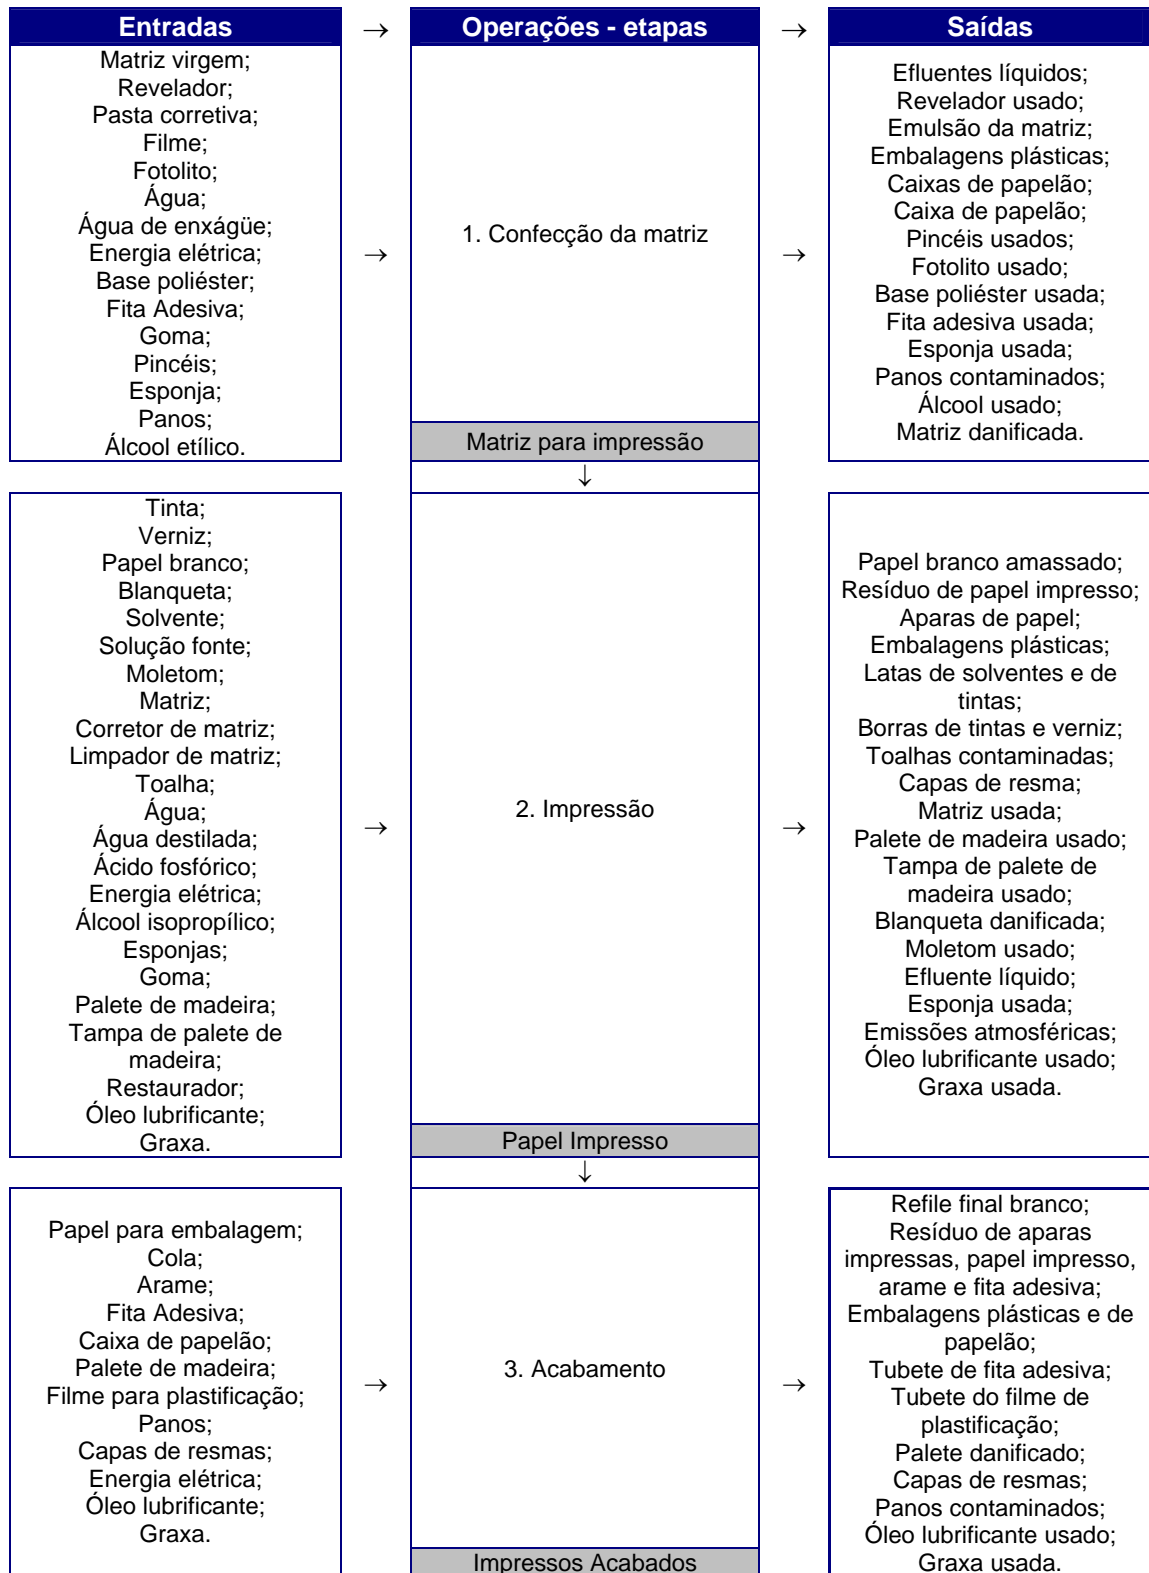 Entradas → Operações - etapas → Saídas
Matriz virgem;
Revelador;
Pasta corretiva;
Filme;
Fotolito;
Água;
Água de enxágüe;
Energia elétrica;
Base poliéster;
Fita Adesiva;
Goma;
Pincéis;
Esponja;
Panos;
Álcool etílico.
→
1. Confecção da matriz
Matriz para impressão
↓
→
Efluentes líquidos;
Revelador usado;
Emulsão da matriz;
Embalagens plásticas;
Caixas de papelão;
Caixa de papelão;
Pincéis usados;
Fotolito usado;
Base poliéster usada;
Fita adesiva usada;
Esponja usada;
Panos contaminados;
Álcool usado;
Matriz danificada.
Tinta;
Verniz;
Papel branco;
Blanqueta;
Solvente;
Solução fonte;
Moletom;
Matriz;
Corretor de matriz;
Limpador de matriz;
Toalha;
Água;
Água destilada;
Ácido fosfórico;
Energia elétrica;
Álcool isopropílico;
Esponjas;
Goma;
Palete de madeira;
Tampa de palete de
madeira;
Restaurador;
Óleo lubrificante;
Graxa.
→
2. Impressão
Papel Impresso
↓
→
Papel branco amassado;
Resíduo de papel impresso;
Aparas de papel;
Embalagens plásticas;
Latas de solventes e de
tintas;
Borras de tintas e verniz;
Toalhas contaminadas;
Capas de resma;
Matriz usada;
Palete de madeira usado;
Tampa de palete de
madeira usado;
Blanqueta danificada;
Moletom usado;
Efluente líquido;
Esponja usada;
Emissões atmosféricas;
Óleo lubrificante usado;
Graxa usada.
Papel para embalagem;
Cola;
Arame;
Fita Adesiva;
Caixa de papelão;
Palete de madeira;
Filme para plastificação;
Panos;
Capas de resmas;
Energia elétrica;
Óleo lubrificante;
Graxa.
→
3. Acabamento
Impressos Acabados
→
Refile final branco;
Resíduo de aparas
impressas, papel impresso,
arame e fita adesiva;
Embalagens plásticas e de
papelão;
Tubete de fita adesiva;
Tubete do filme de
plastificação;
Palete danificado;
Capas de resmas;
Panos contaminados;
Óleo lubrificante usado;
Graxa usada.